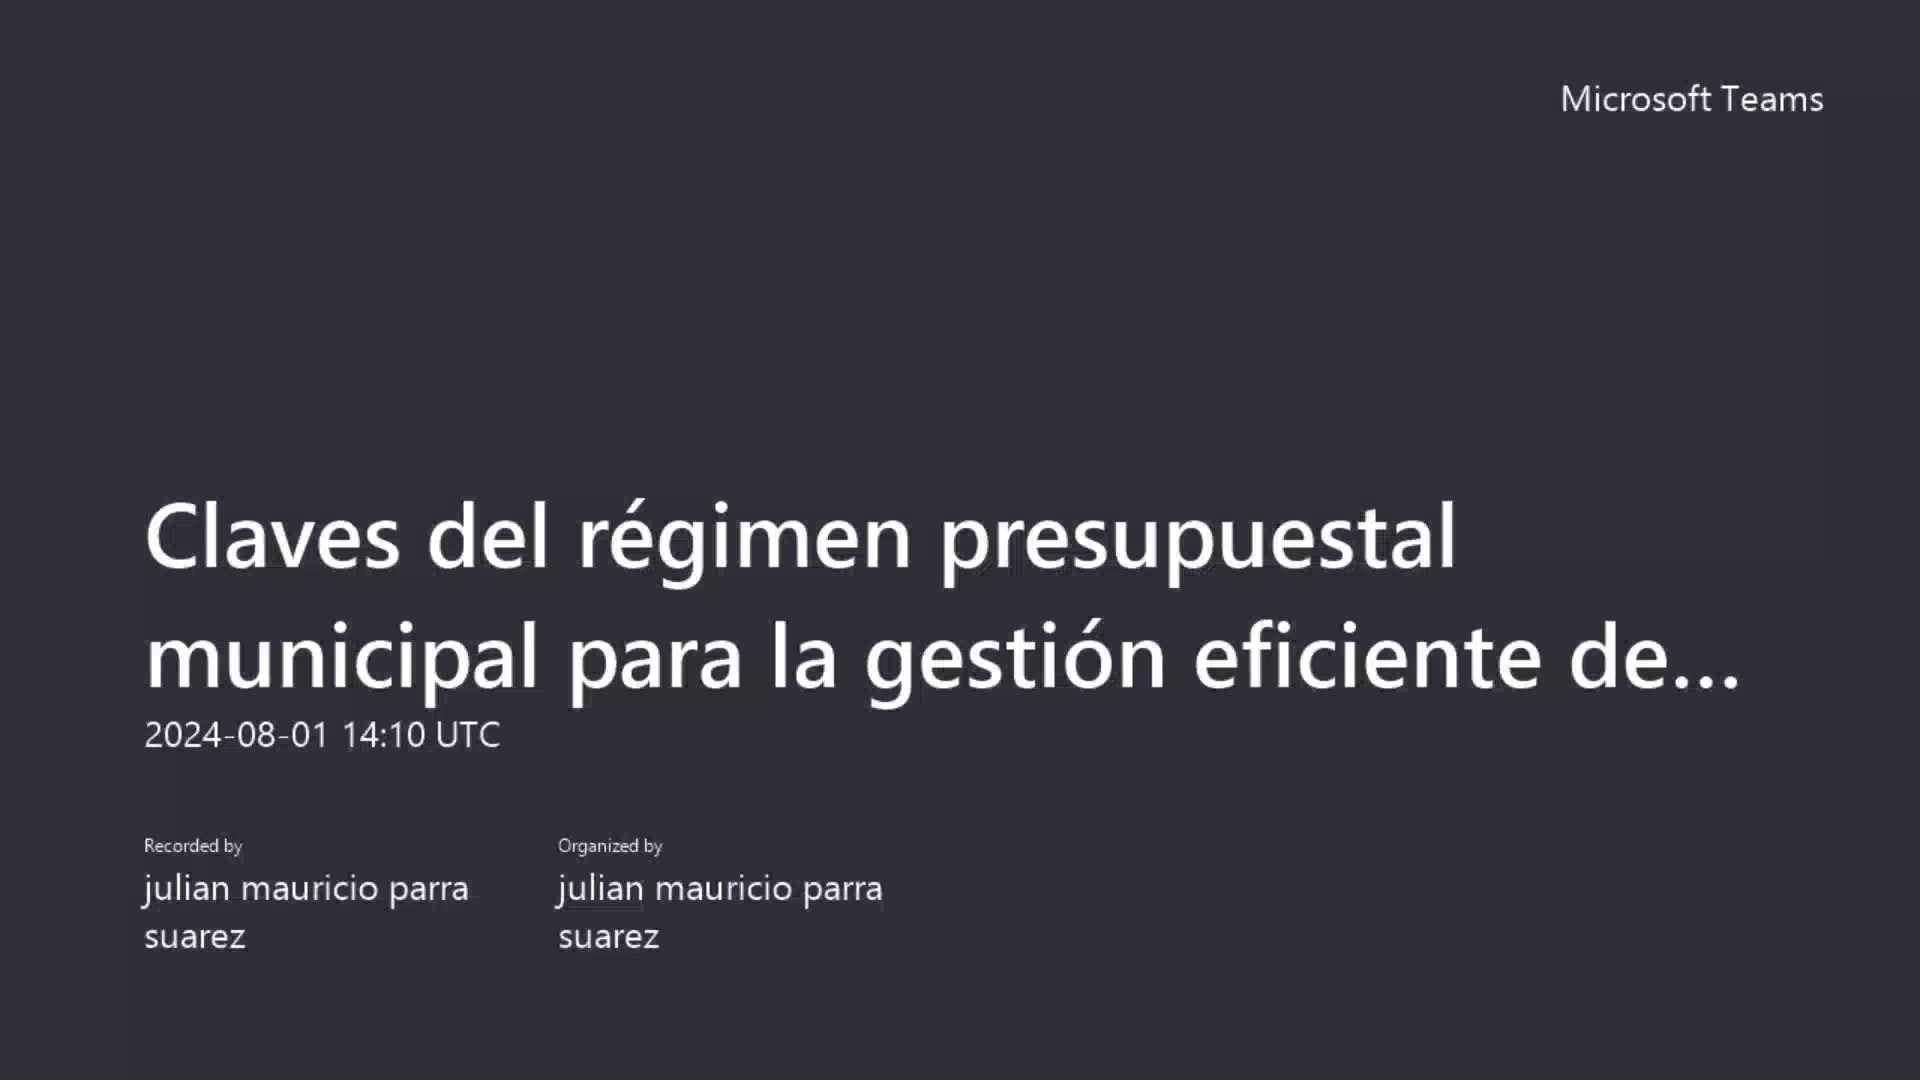 Microsoft Teams
Claves del régimen presupuestal
municipal para la gestión eficiente de...
2024-08-01 14:10 UTC
Recorded by
julian mauricio parra
suarez
Organized by
julian mauricio parra
suarez